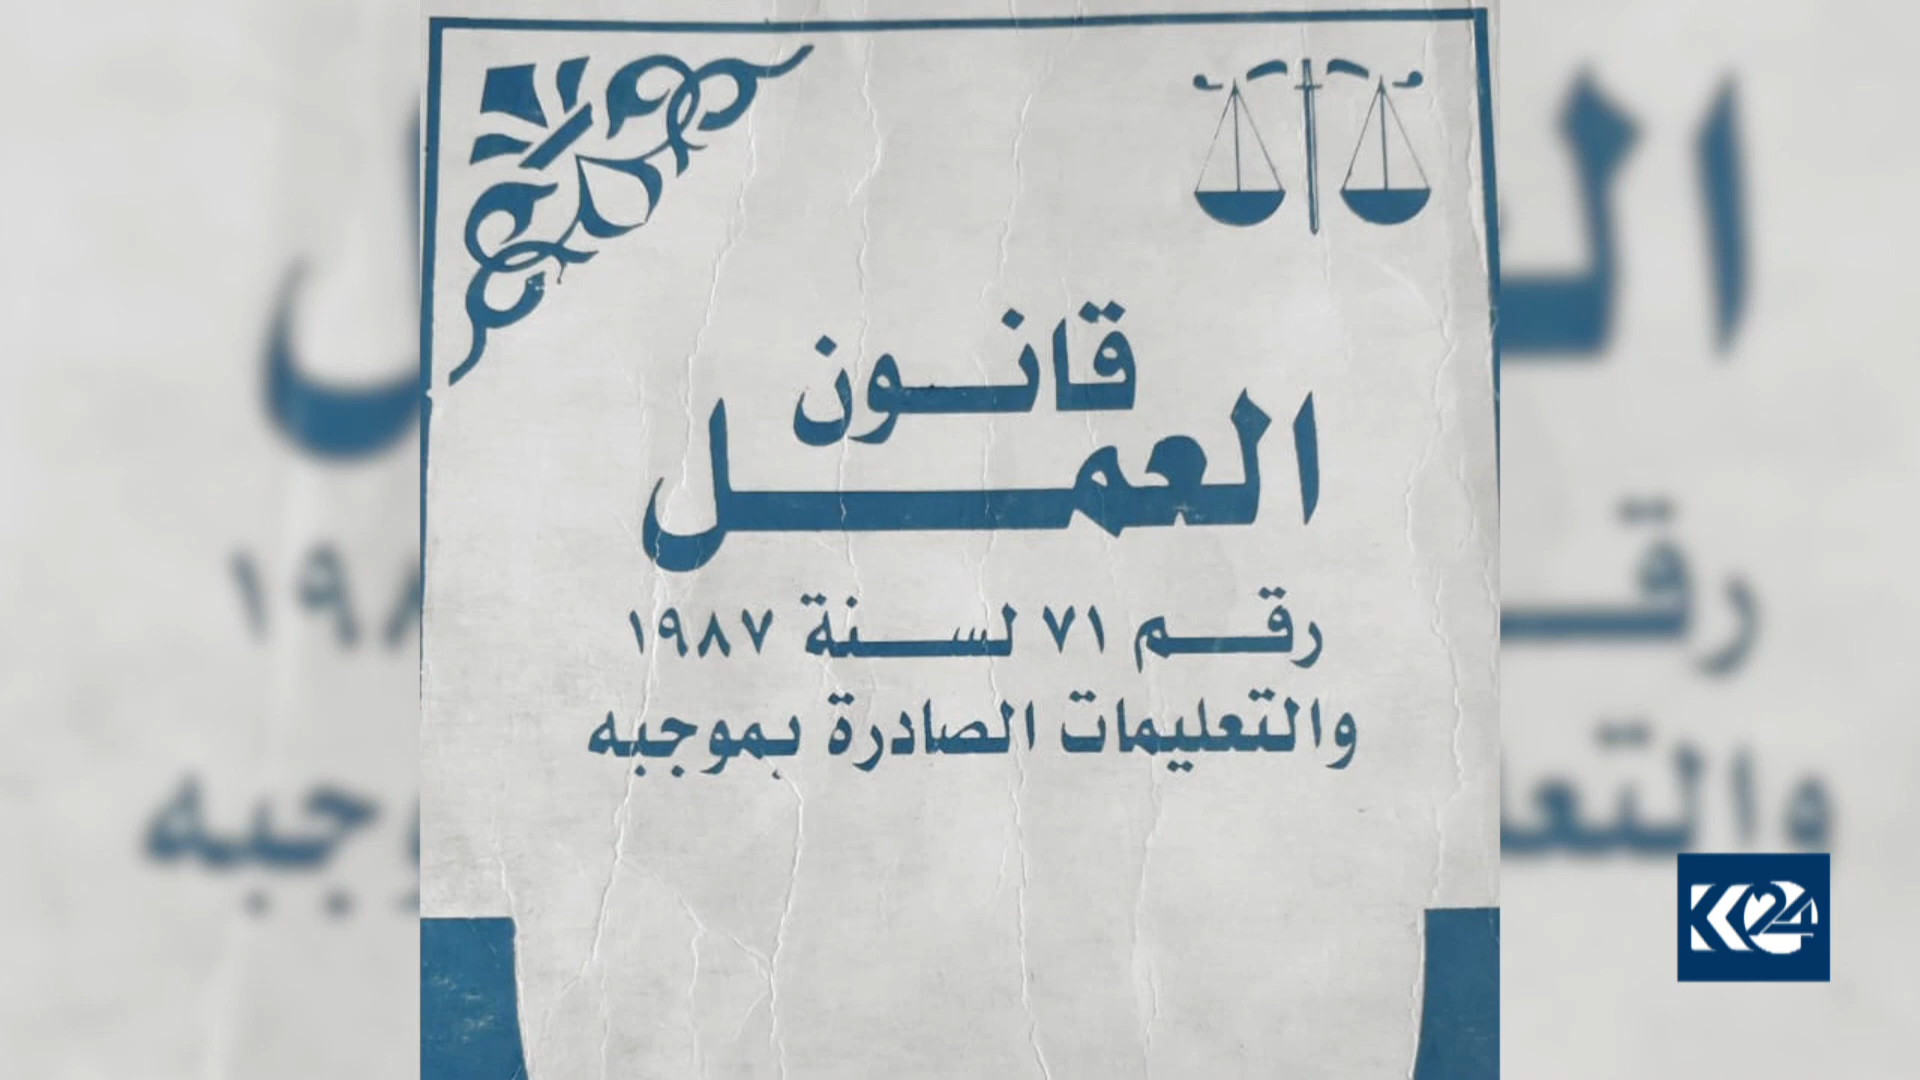 قانون
العمل
رقم ٧١ لسنة ١٩٨٧
والتعليمات الصادرة بموجبه
K24